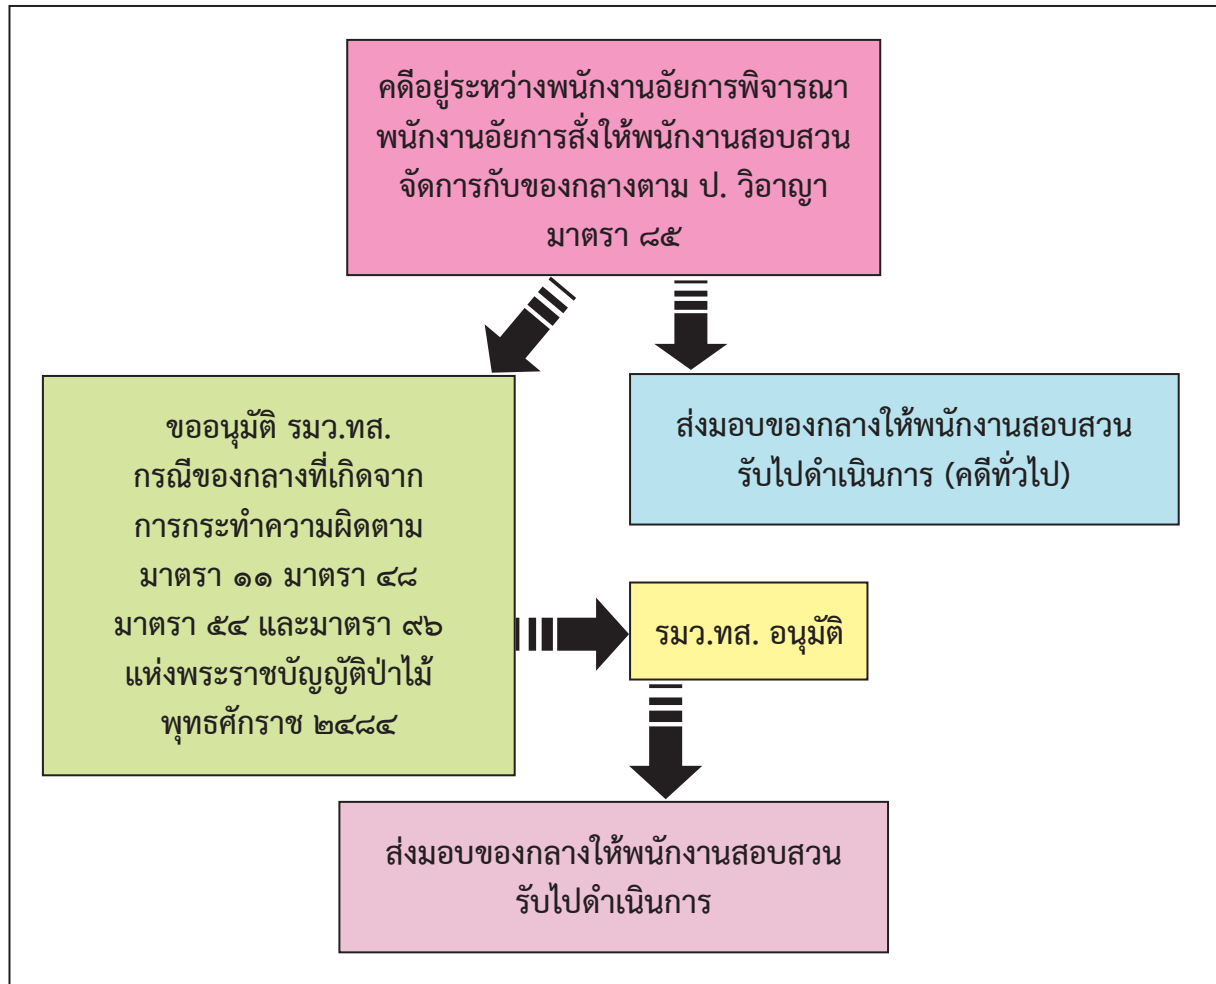 คดีอยู่ระหว่างพนักงานอัยการพิจารณา
พนักงานอัยการสั่งให้พนักงานสอบสวน
จัดการกับของกลางตาม ป. วิอาญา
มาตรา ๘๕
ขออนุมัติ รมว.ทส.
กรณีของกลางที่เกิดจาก
การกระทำความผิดตาม
มาตรา ๑๑ มาตรา ๔๘
มาตรา ๕๔ และมาตรา ๙๖
แห่งพระราชบัญญัติป่าไม้
พุทธศักราช ๒๔๘๔
ส่งมอบของกลางให้พนักงานสอบสวน
รับไปดำเนินการ (คดีทั่วไป)
รมว.ทส. อนุมัติ
ส่งมอบของกลางให้พนักงานสอบสวน
รับไปดำเนินการ